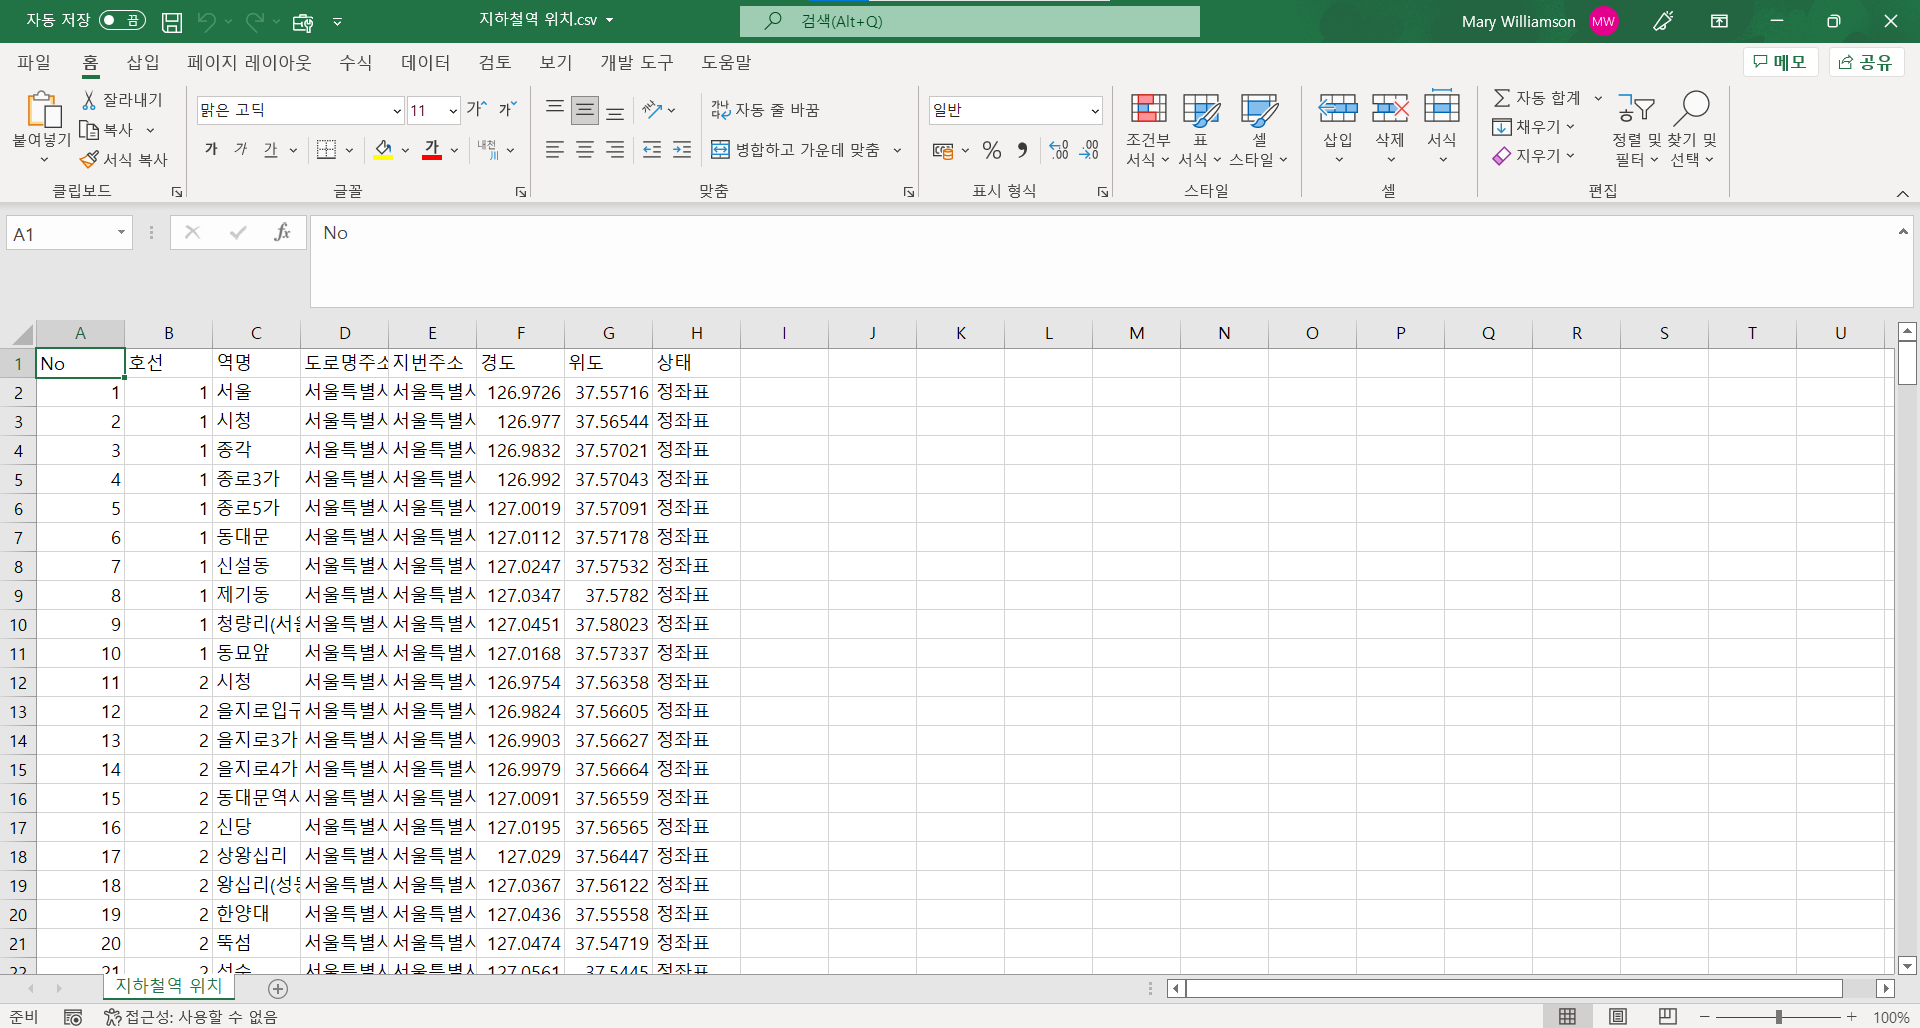 자동 저장 끔 지하철역 위치.csv 검색(Alt+Q) Mary Williamson MW
파일 홈 삽입 페이지 레이아웃 수식 데이터 검토 보기 개발 도구 도움말 메모 공유
붙여넣기 잘라내기 복사 서식 복사 클립보드
맑은 고딕 11 가 가 가 가 가 가 내천 川 글꼴
가나다라 자동 줄 바꿈 병합하고 가운데 맞춤 맞춤
일반 % 표시 형식
조건부 서식 표 서식 셀 스타일 스타일
삽입 삭제 서식 셀
자동 합계 채우기 지우기 정렬 및 필터 찾기 및 선택 편집
A1 fx No
A B C D E F G H I J K L M N O P Q R S T U
1 No 호선 역명 도로명주소 지번주소 경도 위도 상태
2 1 1 서울 서울특별시 서울특별시 126.9726 37.55716 정좌표
3 2 1 시청 서울특별시 서울특별시 126.977 37.56544 정좌표
4 3 1 종각 서울특별시 서울특별시 126.9832 37.57021 정좌표
5 4 1 종로3가 서울특별시 서울특별시 126.992 37.57043 정좌표
6 5 1 종로5가 서울특별시 서울특별시 127.0019 37.57091 정좌표
7 6 1 동대문 서울특별시 서울특별시 127.0112 37.57178 정좌표
8 7 1 신설동 서울특별시 서울특별시 127.0247 37.57532 정좌표
9 8 1 제기동 서울특별시 서울특별시 127.0347 37.5782 정좌표
10 9 1 청량리(서울 서울특별시 서울특별시 127.0451 37.58023 정좌표
11 10 1 동묘앞 서울특별시 서울특별시 127.0168 37.57337 정좌표
12 11 2 시청 서울특별시 서울특별시 126.9754 37.56358 정좌표
13 12 2 을지로입구 서울특별시 서울특별시 126.9824 37.56605 정좌표
14 13 2 을지로3가 서울특별시 서울특별시 126.9903 37.56627 정좌표
15 14 2 을지로4가 서울특별시 서울특별시 126.9979 37.56664 정좌표
16 15 2 동대문역사 서울특별시 서울특별시 127.0091 37.56559 정좌표
17 16 2 신당 서울특별시 서울특별시 127.0195 37.56565 정좌표
18 17 2 상왕십리 서울특별시 서울특별시 127.029 37.56447 정좌표
19 18 2 왕십리(성동 서울특별시 서울특별시 127.0367 37.56122 정좌표
20 19 2 한양대 서울특별시 서울특별시 127.0436 37.55558 정좌표
21 20 2 뚝섬 서울특별시 서울특별시 127.0474 37.54719 정좌표
22 21 2 성수 서울특별시 서울특별시 127.0561 37.5445 정좌표
지하철역 위치
준비 접근성: 사용할 수 없음 100%